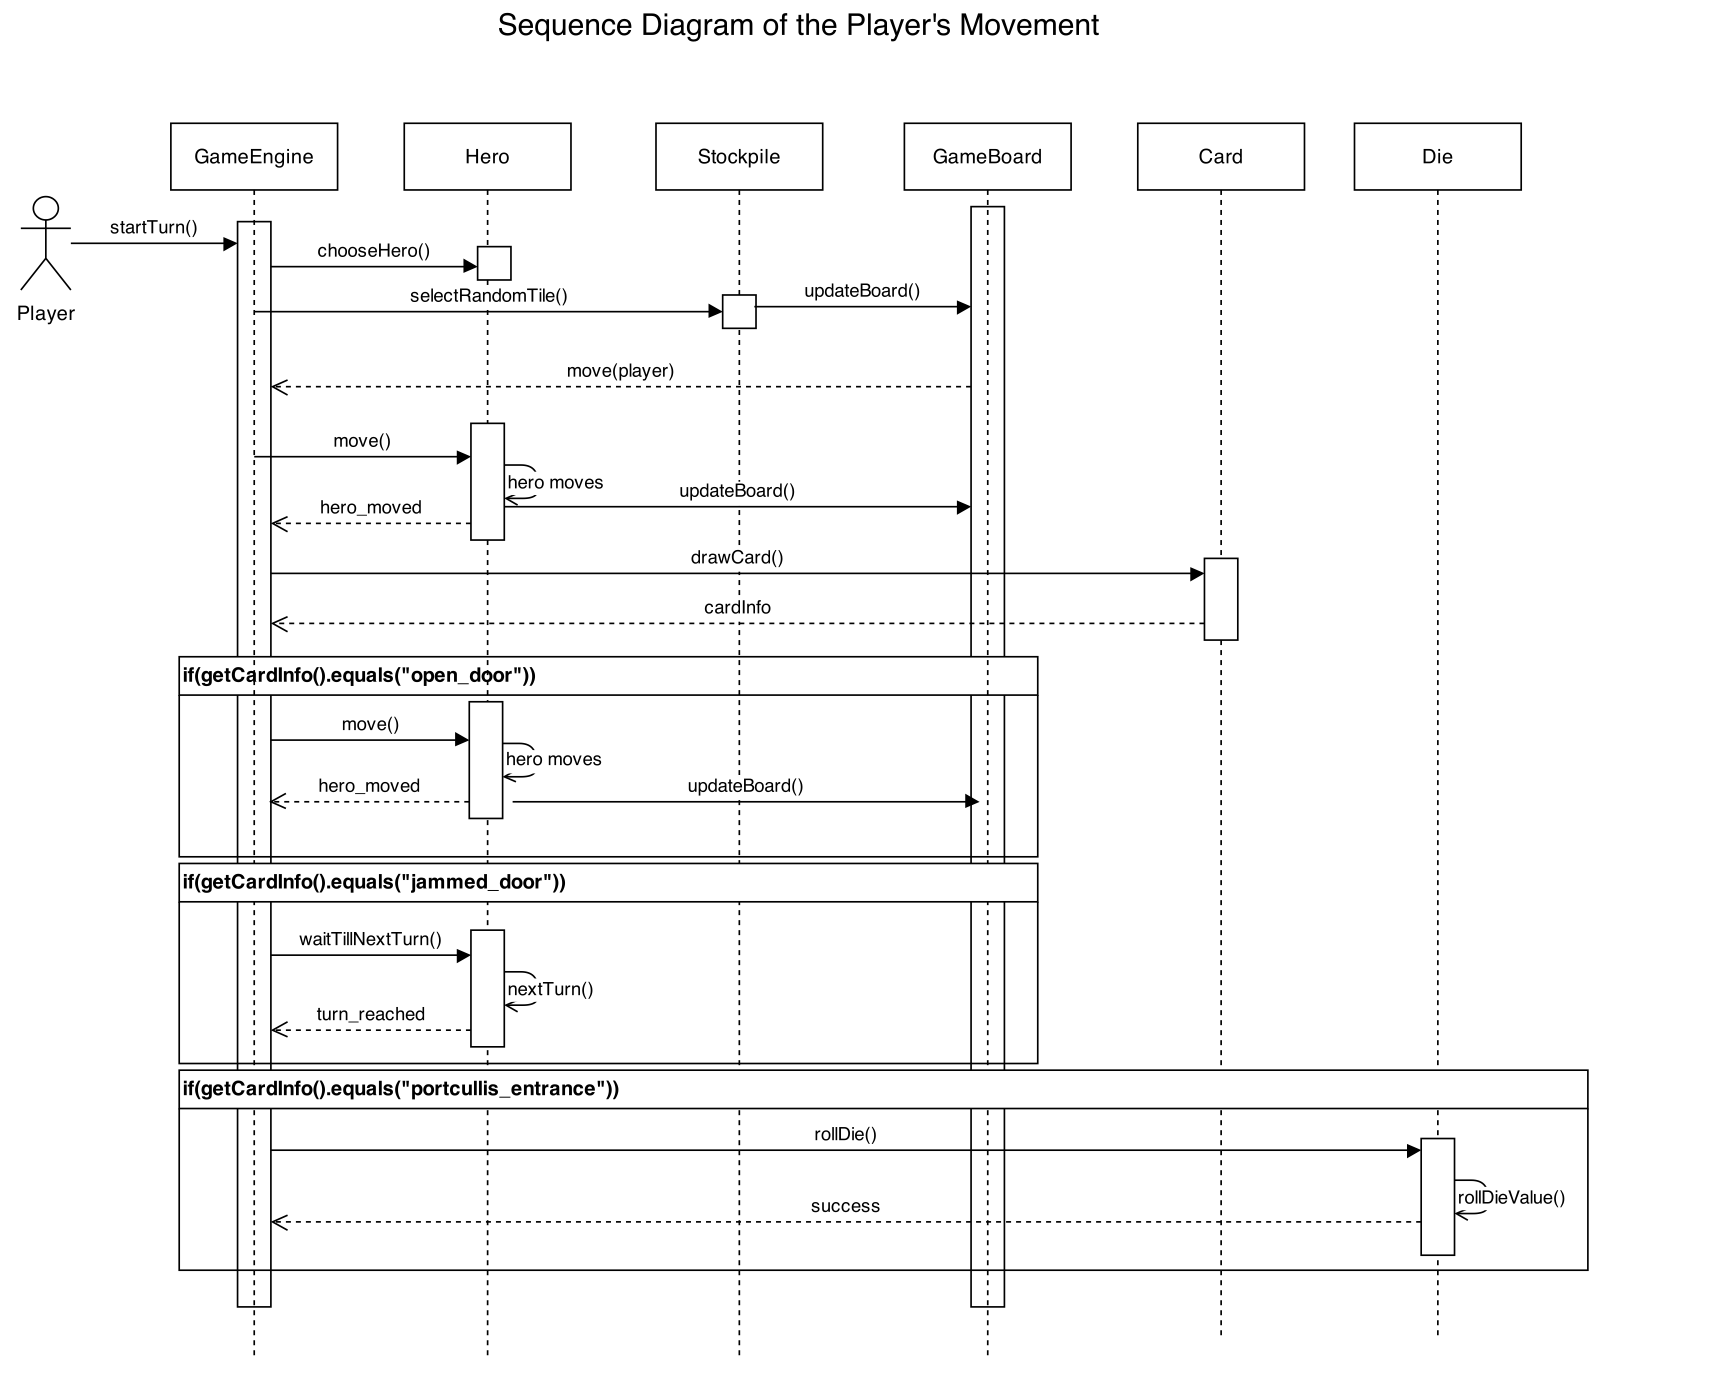 Sequence Diagram of the Player's Movement
GameEngine
Hero
Stockpile
GameBoard
Card
Die
startTurn()
Player
chooseHero()
selectRandomTile()
updateBoard()
move(player)
move()
hero moves
updateBoard()
hero_moved
drawCard()
cardInfo
if(getCardInfo().equals("open_door"))
move()
hero moves
hero_moved
updateBoard()
if(getCardInfo().equals("jammed_door"))
waitTillNextTurn()
nextTurn()
turn_reached
if(getCardInfo().equals("portcullis_entrance"))
rollDie()
rollDieValue()
success